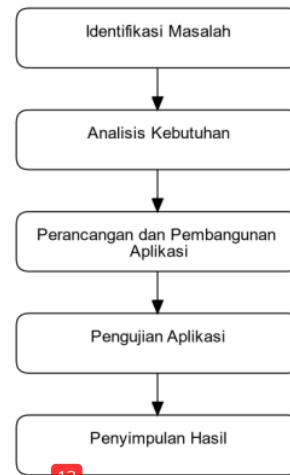 Identifikasi Masalah
Analisis Kebutuhan
Perancangan dan Pembangunan
Aplikasi
Pengujian Aplikasi
Penyimpulan Hasil